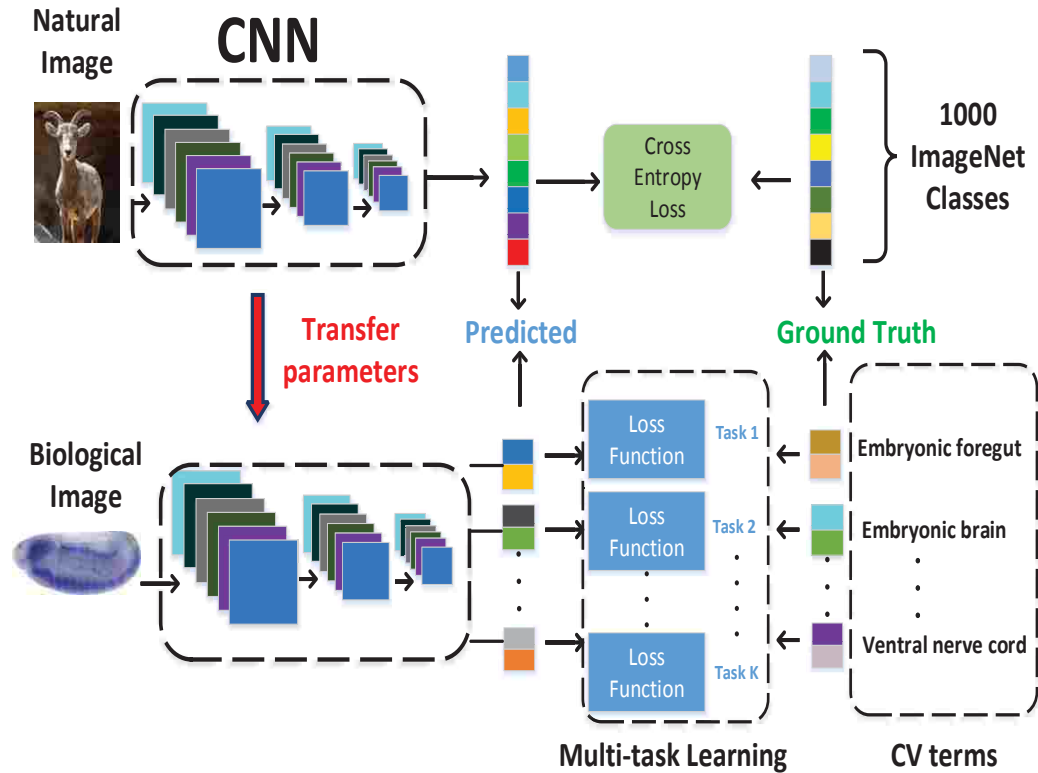 Natural
Image
CNN
Cross
Entropy
Loss
1000
ImageNet
Classes
Transfer
parameters
Predicted
Ground Truth
Biological
Image
Loss
Function
Task 1
Embryonic foregut
Loss
Function
Task 2
Embryonic brain
Loss
Function
Task K
Ventral nerve cord
Multi-task Learning
CV terms